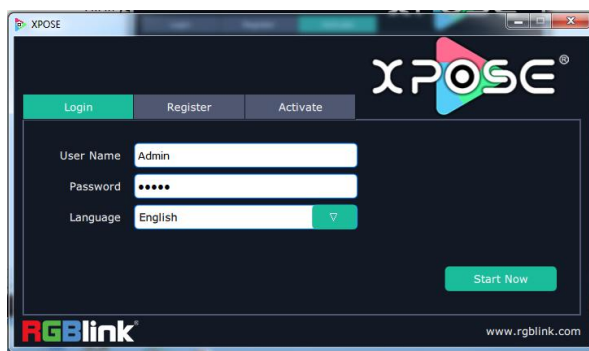 XPOSE
XPOSE®
Login Register Activate
User Name Admin
Password •••••
Language English
Start Now
RGBlink®
www.rgblink.com